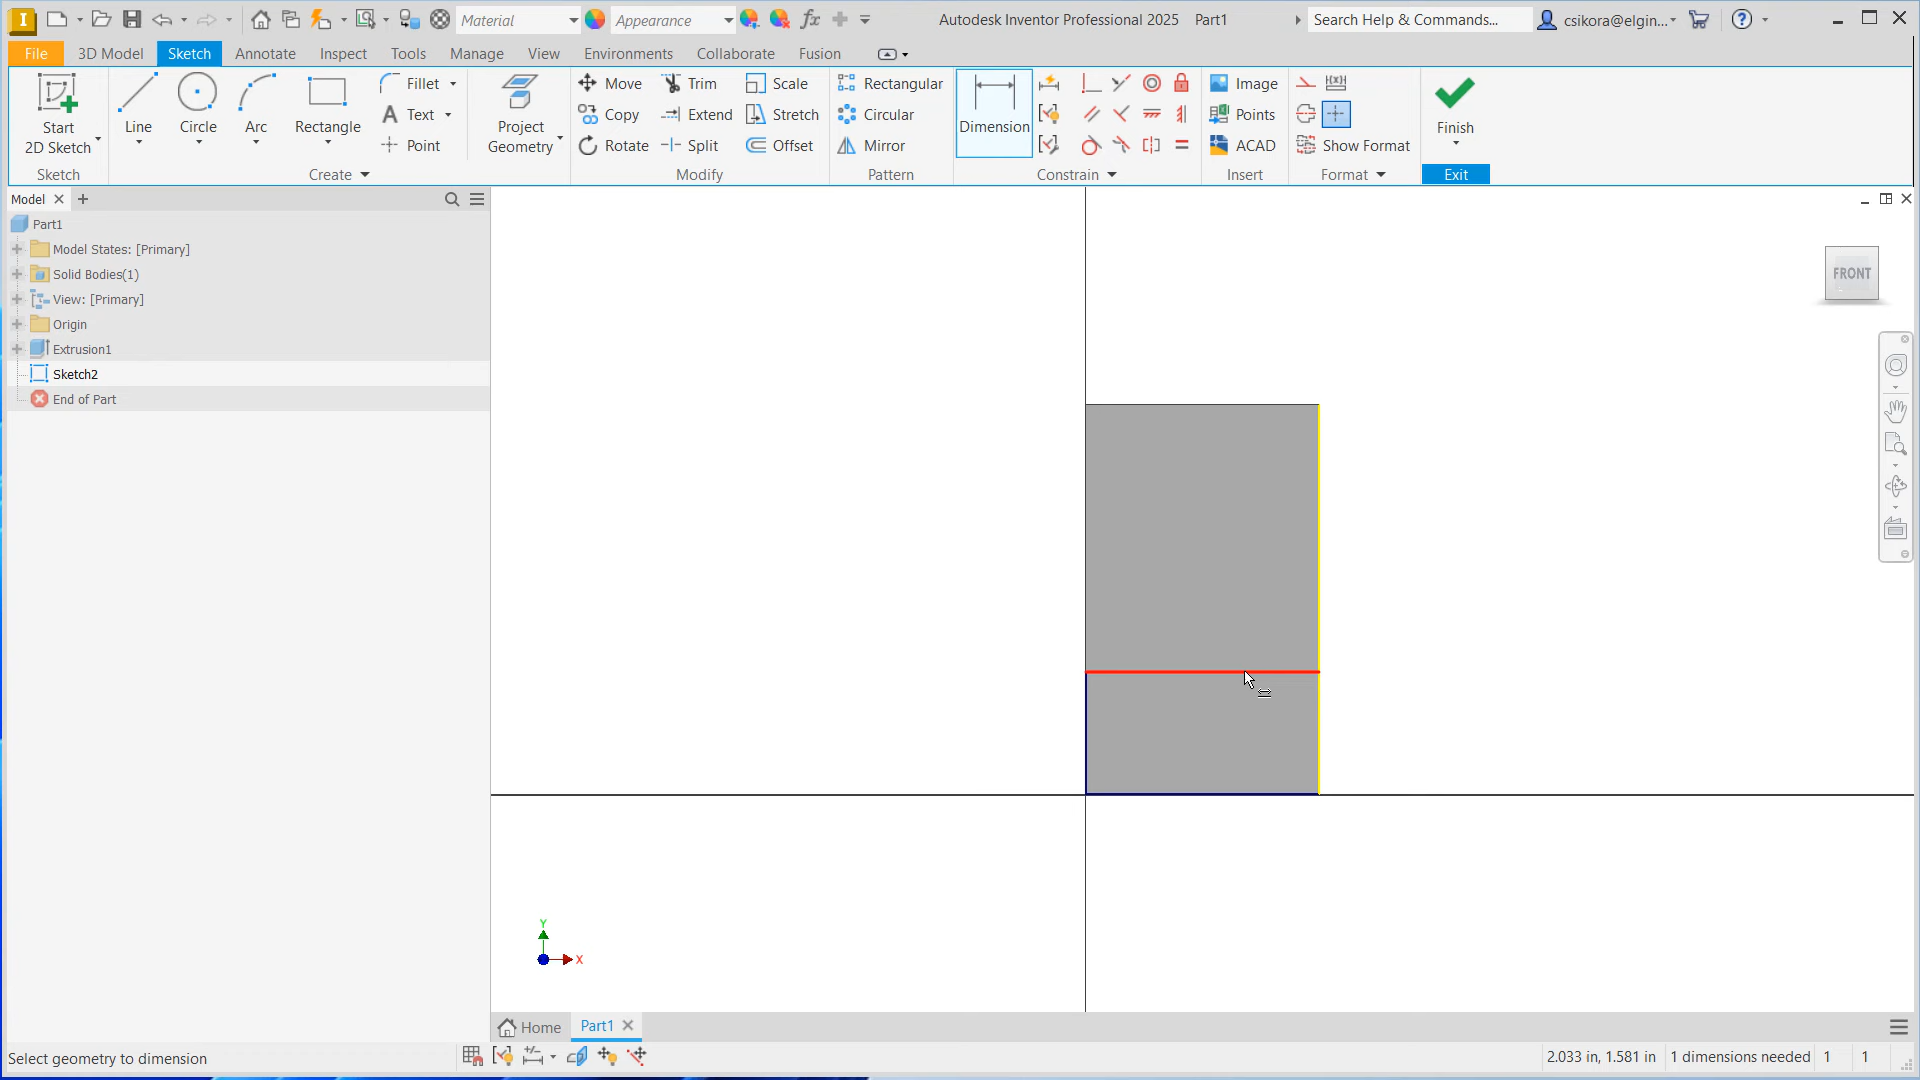 I Material Appearance fx Autodesk Inventor Professional 2025 Part1 Search Help & Commands... csikora@elgin...
File 3D Model Sketch Annotate Inspect Tools Manage View Environments Collaborate Fusion
Start 2D Sketch Line Circle Arc Rectangle Fillet Text Point Project Geometry Move Copy Rotate Trim Extend Split Scale Stretch Offset Rectangular Circular Mirror Dimension Image Points ACAD Show Format Finish
Sketch Create Modify Pattern Constrain Insert Format Exit
Model
Part1
Model States: [Primary]
Solid Bodies(1)
View: [Primary]
Origin
Extrusion1
Sketch2
End of Part
FRONT
Y
X
Home Part1
Select geometry to dimension 2.033 in, 1.581 in 1 dimensions needed 1 1